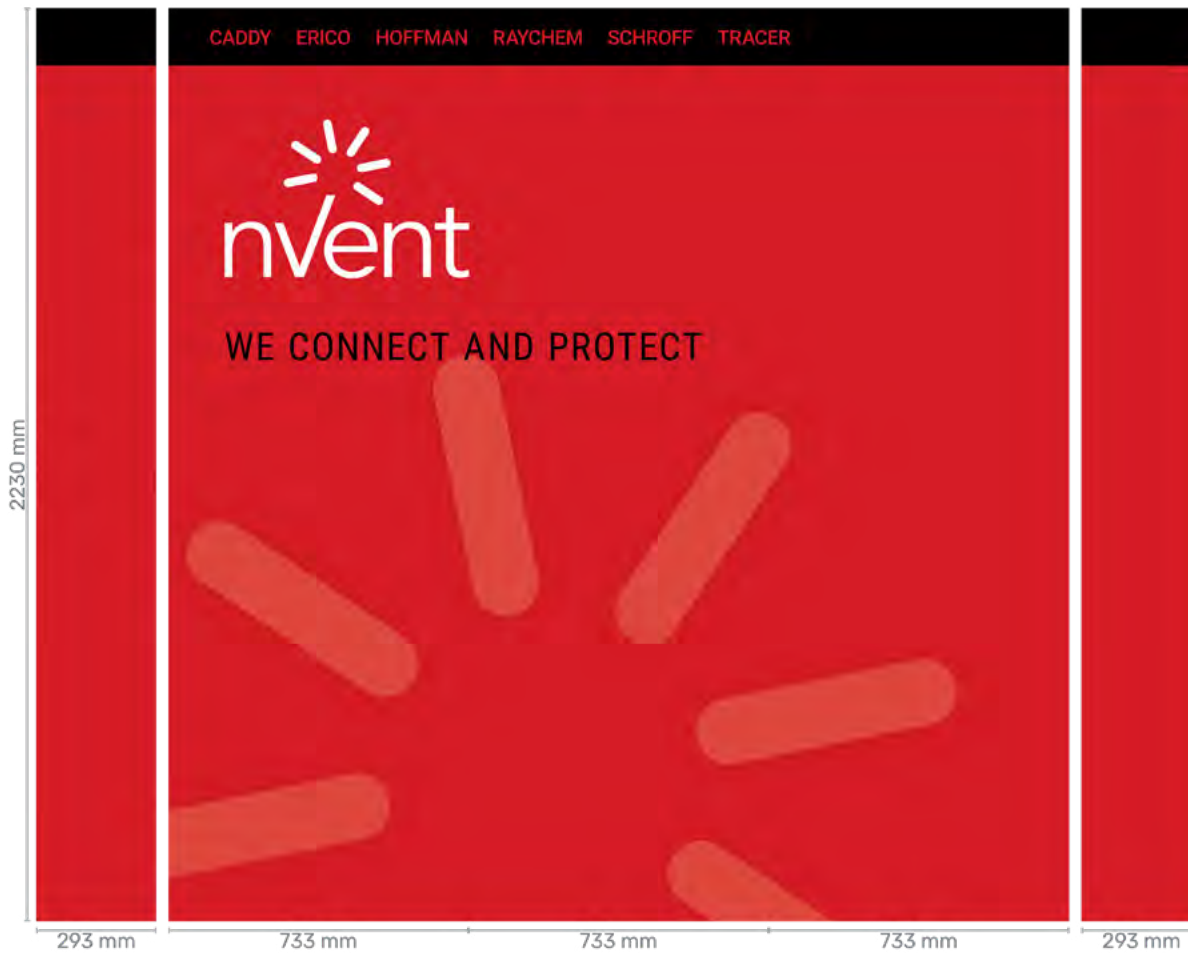 CADDY ERICO HOFFMAN RAYCHEM SCHROFF TRACER
nvent
WE CONNECT AND PROTECT
2230 mm
293 mm 733 mm 733 mm 733 mm 293 mm